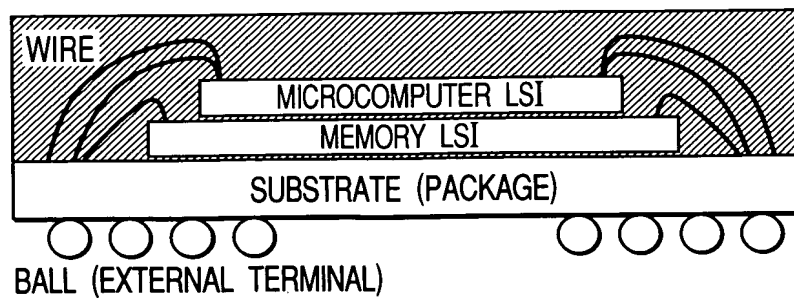 WIRE
MICROCOMPUTER LSI
MEMORY LSI
SUBSTRATE (PACKAGE)
BALL (EXTERNAL TERMINAL)